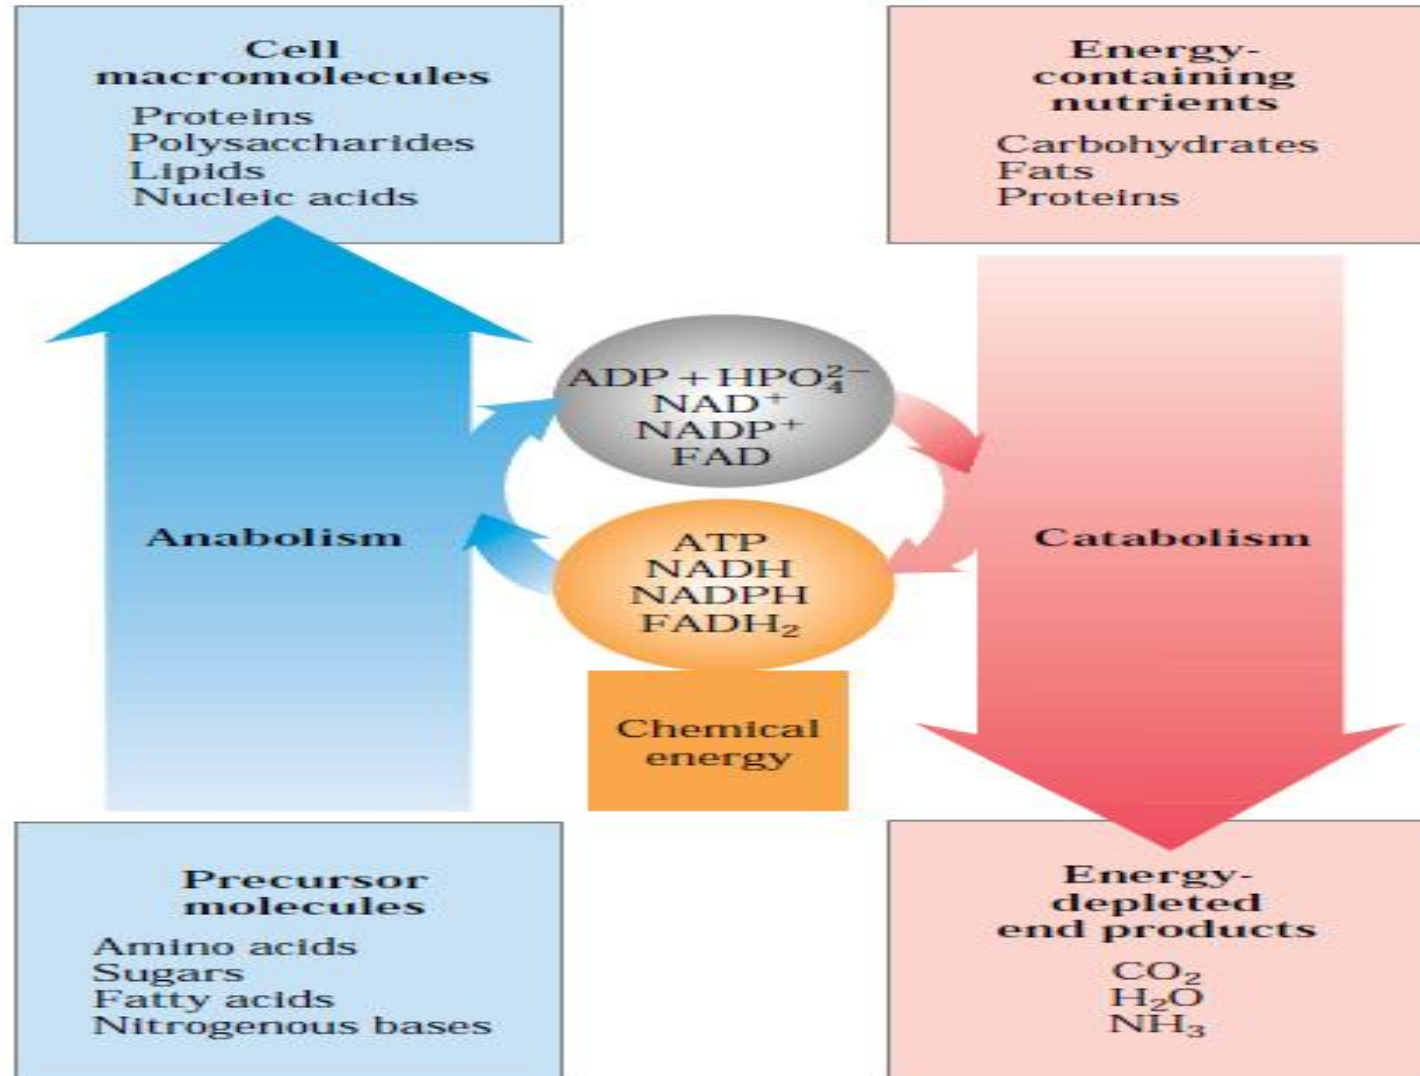 Cell
macromolecules
Proteins
Polysaccharides
Lipids
Nucleic acids
Energy-
containing
nutrients
Carbohydrates
Fats
Proteins
ADP + HPO₄²⁻
NAD⁺
NADP⁺
FAD
Anabolism
ATP
NADH
NADPH
FADH₂
Catabolism
Chemical
energy
Precursor
molecules
Amino acids
Sugars
Fatty acids
Nitrogenous bases
Energy-
depleted
end products
CO₂
H₂O
NH₃